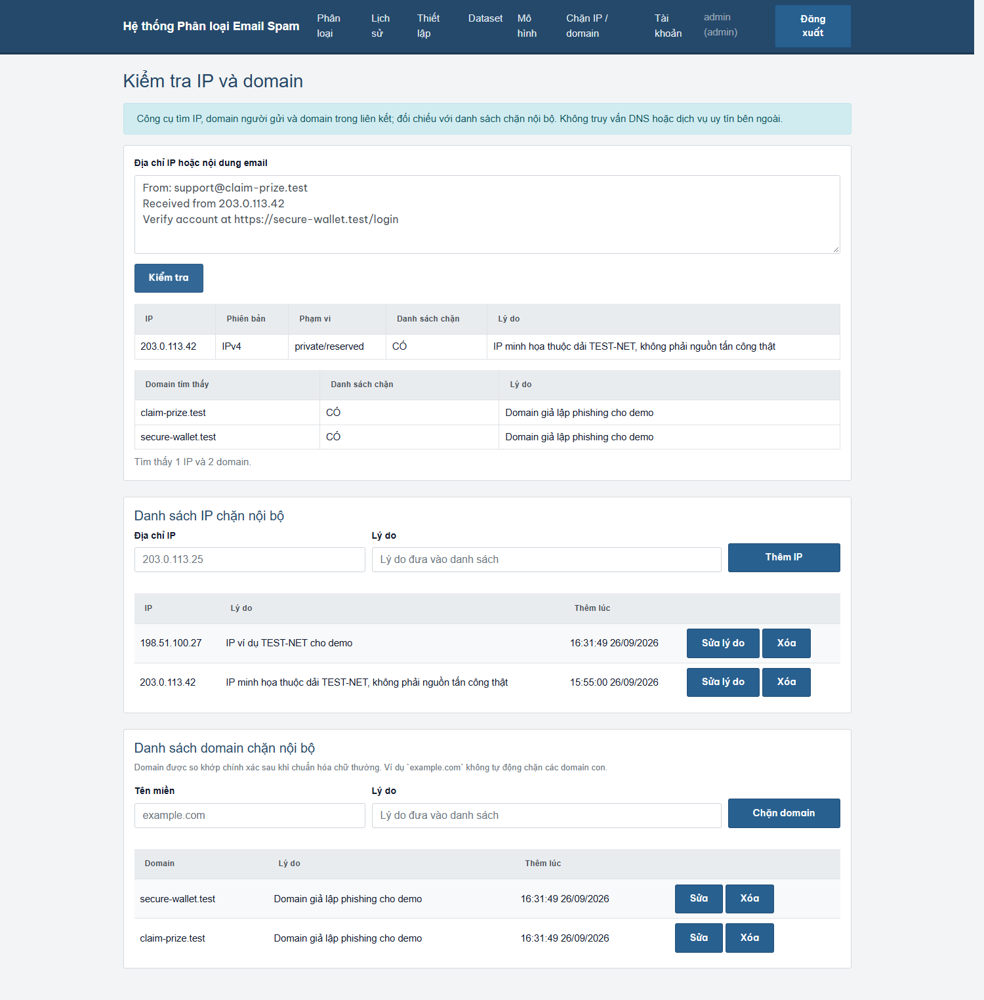 Hệ thống Phân loại Email Spam
Phân loại
Lịch sử
Thiết lập
Dataset
Mô hình
Chặn IP / domain
Tài khoản
admin (admin)
Đăng xuất
Kiểm tra IP và domain
Công cụ tìm IP, domain người gửi và domain trong liên kết; đối chiếu với danh sách chặn nội bộ. Không truy vấn DNS hoặc dịch vụ uy tín bên ngoài.
Địa chỉ IP hoặc nội dung email
From: support@claim-prize.test
Received from 203.0.113.42
Verify account at https://secure-wallet.test/login
Kiểm tra
IP Phiên bản Phạm vi Danh sách chặn Lý do
203.0.113.42 IPv4 private/reserved CÓ IP minh họa thuộc dải TEST-NET, không phải nguồn tấn công thật
Domain tìm thấy Danh sách chặn Lý do
claim-prize.test CÓ Domain giả lập phishing cho demo
secure-wallet.test CÓ Domain giả lập phishing cho demo
Tìm thấy 1 IP và 2 domain.
Danh sách IP chặn nội bộ
Địa chỉ IP Lý do
203.0.113.25 Lý do đưa vào danh sách Thêm IP
IP Lý do Thêm lúc
198.51.100.27 IP ví dụ TEST-NET cho demo 16:31:49 26/09/2026 Sửa lý do Xóa
203.0.113.42 IP minh họa thuộc dải TEST-NET, không phải nguồn tấn công thật 15:55:00 26/09/2026 Sửa lý do Xóa
Danh sách domain chặn nội bộ
Domain được so khớp chính xác sau khi chuẩn hóa chữ thường. Ví dụ `example.com` không tự động chặn các domain con.
Tên miền Lý do
example.com Lý do đưa vào danh sách Chặn domain
Domain Lý do Thêm lúc
secure-wallet.test Domain giả lập phishing cho demo 16:31:49 26/09/2026 Sửa Xóa
claim-prize.test Domain giả lập phishing cho demo 16:31:49 26/09/2026 Sửa Xóa